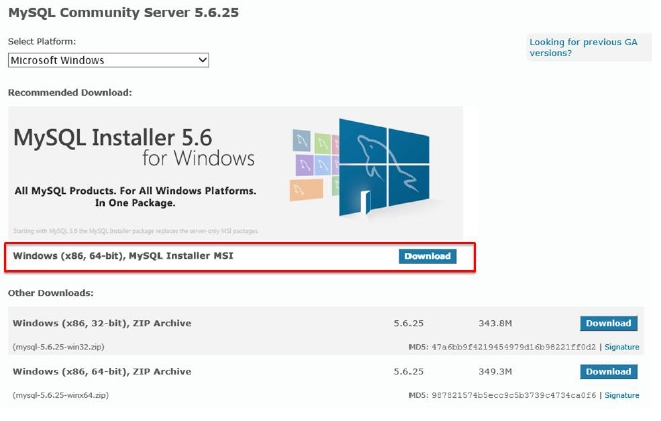 MySQL Community Server 5.6.25
Select Platform:
Microsoft Windows
Looking for previous GA
versions?
Recommended Download:
MySQL Installer 5.6
for Windows
All MySQL Products. For All Windows Platforms.
In One Package.
Starting with MySQL 5.6 the MySQL Installer package replaces the server-only MSI packages.
Windows (x86, 64-bit), MySQL Installer MSI Download
Other Downloads:
Windows (x86, 32-bit), ZIP Archive 5.6.25 343.8M Download
(mysql-5.6.25-win32.zip) MD5: 47a6bb9f4219454979d16b98221ff0d2 | Signature
Windows (x86, 64-bit), ZIP Archive 5.6.25 349.3M Download
(mysql-5.6.25-winx64.zip) MD5: 987821574b5ecc9c5b3739c4734ca0f6 | Signature